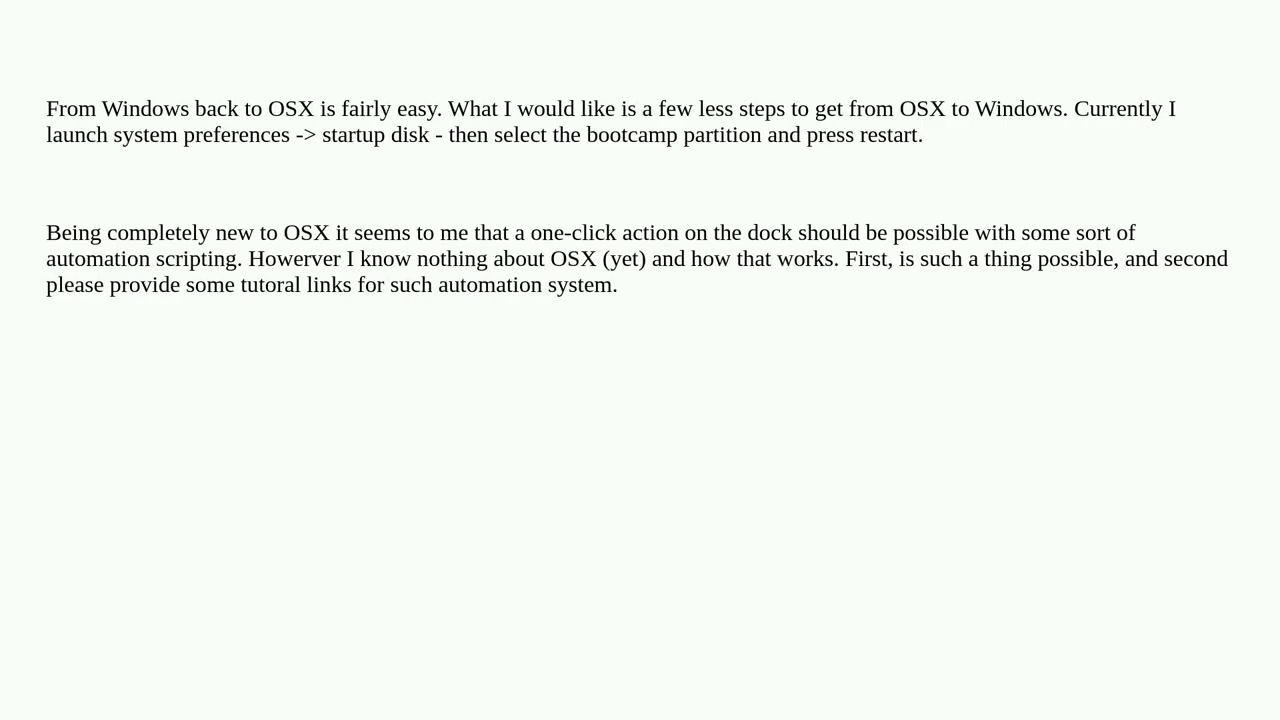 From Windows back to OSX is fairly easy. What I would like is a few less steps to get from OSX to Windows. Currently I
launch system preferences -> startup disk - then select the bootcamp partition and press restart.
Being completely new to OSX it seems to me that a one-click action on the dock should be possible with some sort of
automation scripting. Howerver I know nothing about OSX (yet) and how that works. First, is such a thing possible, and second
please provide some tutoral links for such automation system.